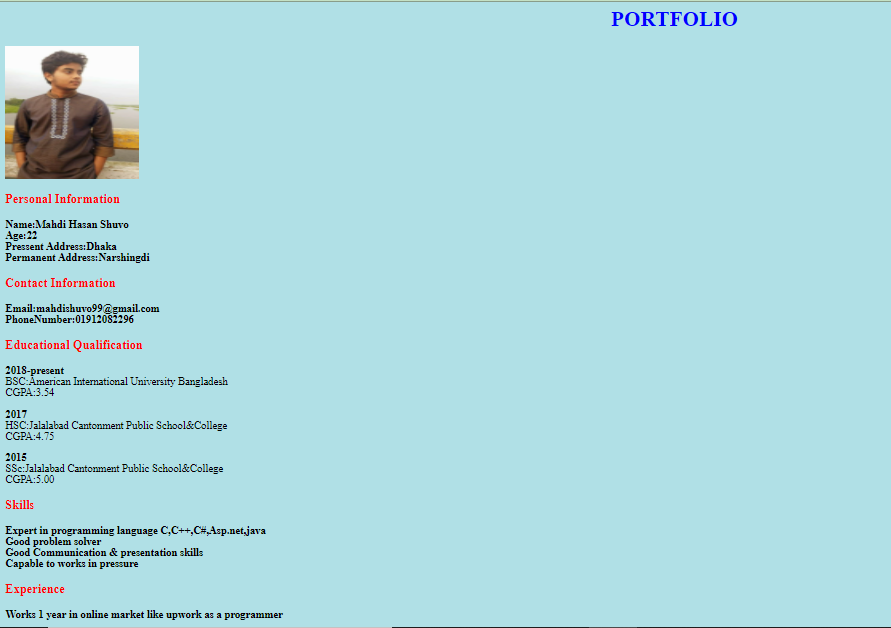 PORTFOLIO
Personal Information
Name:Mahdi Hasan Shuvo
Age:22
Pressent Address:Dhaka
Permanent Address:Narshingdi
Contact Information
Email:mahdishuvo99@gmail.com
PhoneNumber:01912082296
Educational Qualification
2018-present
BSC:American International University Bangladesh
CGPA:3.54
2017
HSC:Jalalabad Cantonment Public School&College
CGPA:4.75
2015
SSc:Jalalabad Cantonment Public School&College
CGPA:5.00
Skills
Expert in programming language C,C++,C#,Asp.net,java
Good problem solver
Good Communication & presentation skills
Capable to works in pressure
Experience
Works 1 year in online market like upwork as a programmer